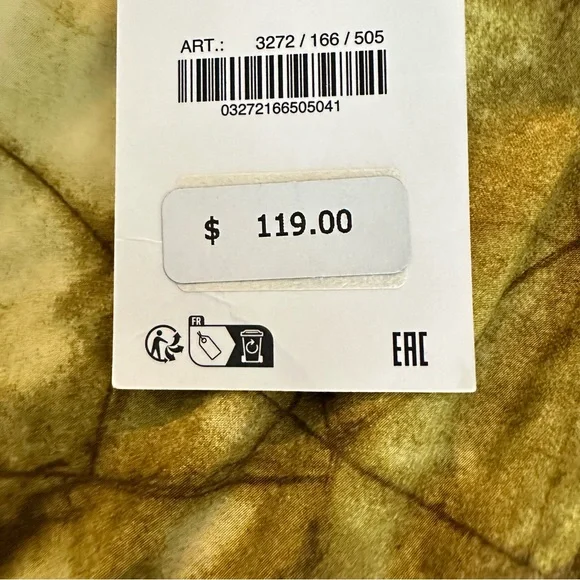 ART.: 3272 / 166 / 505
03272166505041
$ 119.00
FR
EAC